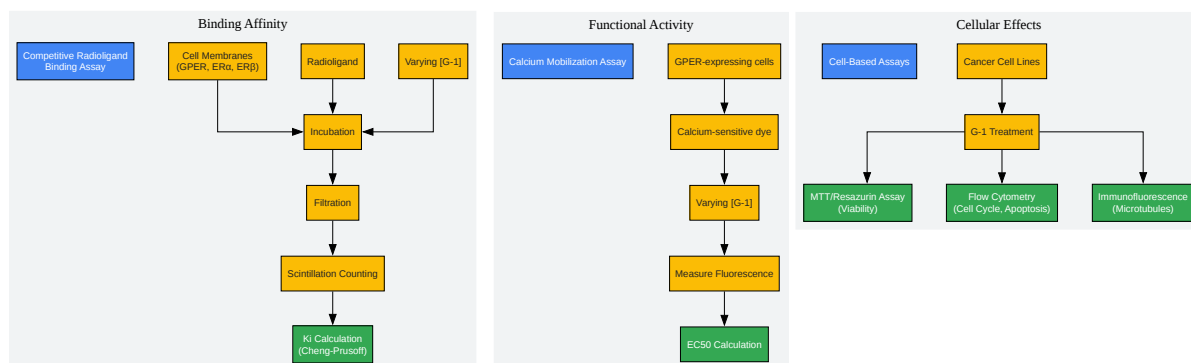 Binding Affinity
Competitive Radioligand
Binding Assay
Cell Membranes
(GPER, ERα, ERβ)
Radioligand
Varying [G-1]
Incubation
Filtration
Scintillation Counting
Ki Calculation
(Cheng-Prusoff)
Functional Activity
Calcium Mobilization Assay
GPER-expressing cells
Calcium-sensitive dye
Varying [G-1]
Measure Fluorescence
EC50 Calculation
Cellular Effects
Cell-Based Assays
Cancer Cell Lines
G-1 Treatment
MTT/Resazurin Assay
(Viability)
Flow Cytometry
(Cell Cycle, Apoptosis)
Immunofluorescence
(Microtubules)